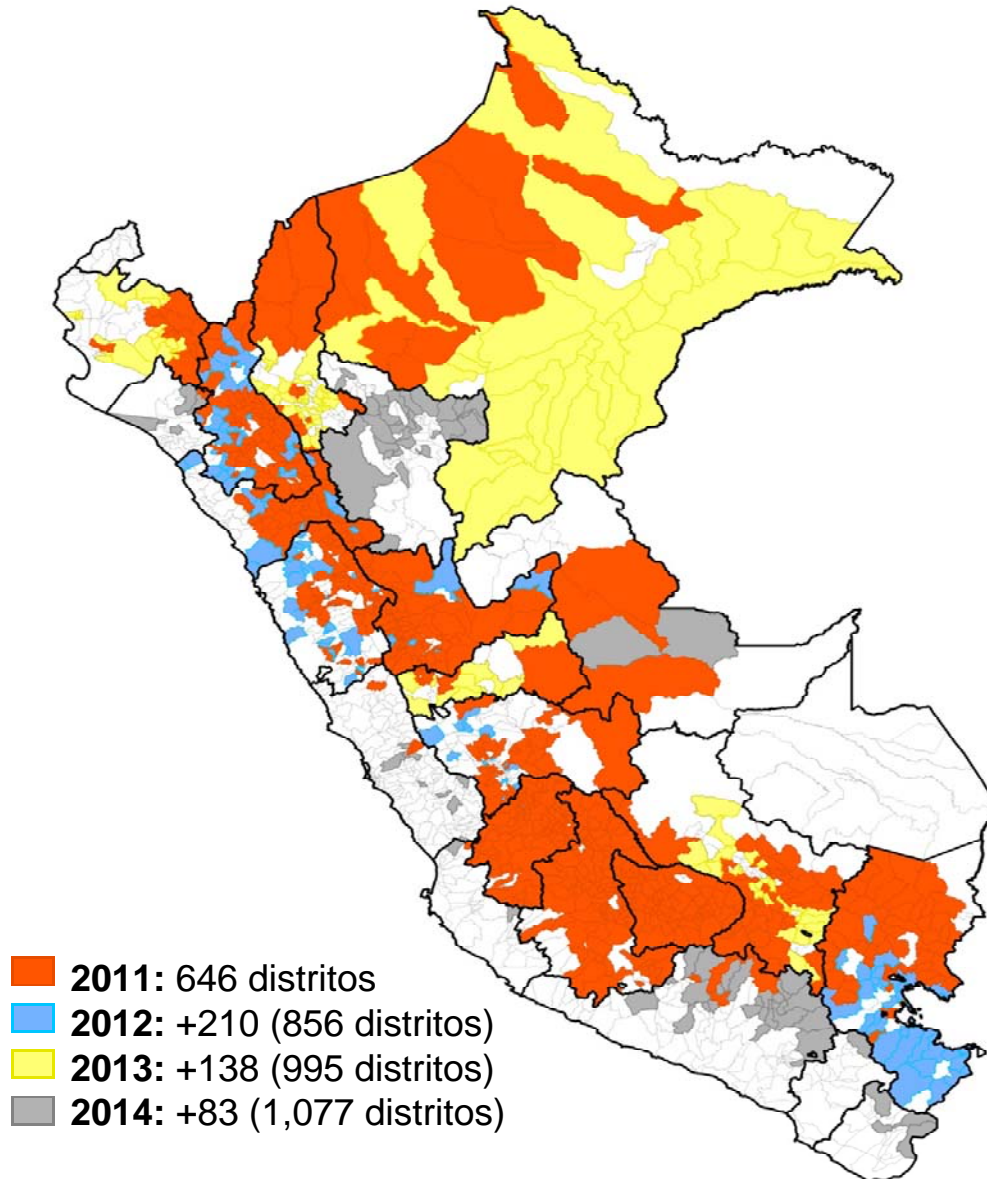 2011: 646 distritos
2012: +210 (856 distritos)
2013: +138 (995 distritos)
2014: +83 (1,077 distritos)